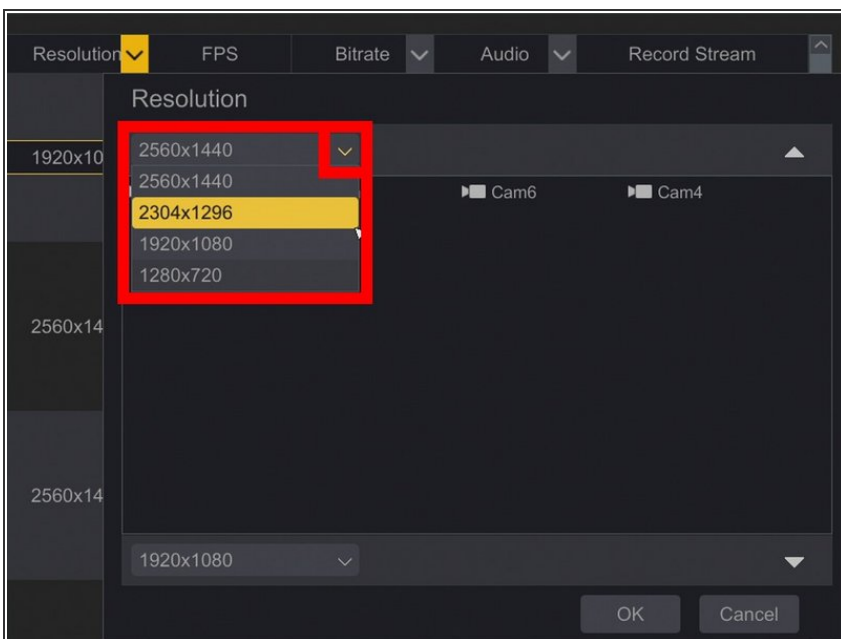 Resolution FPS Bitrate Audio Record Stream
Resolution
1920x10 2560x1440
2560x1440
Cam6 Cam4
2304x1296
1920x1080
1280x720
2560x14
2560x14
1920x1080
OK Cancel